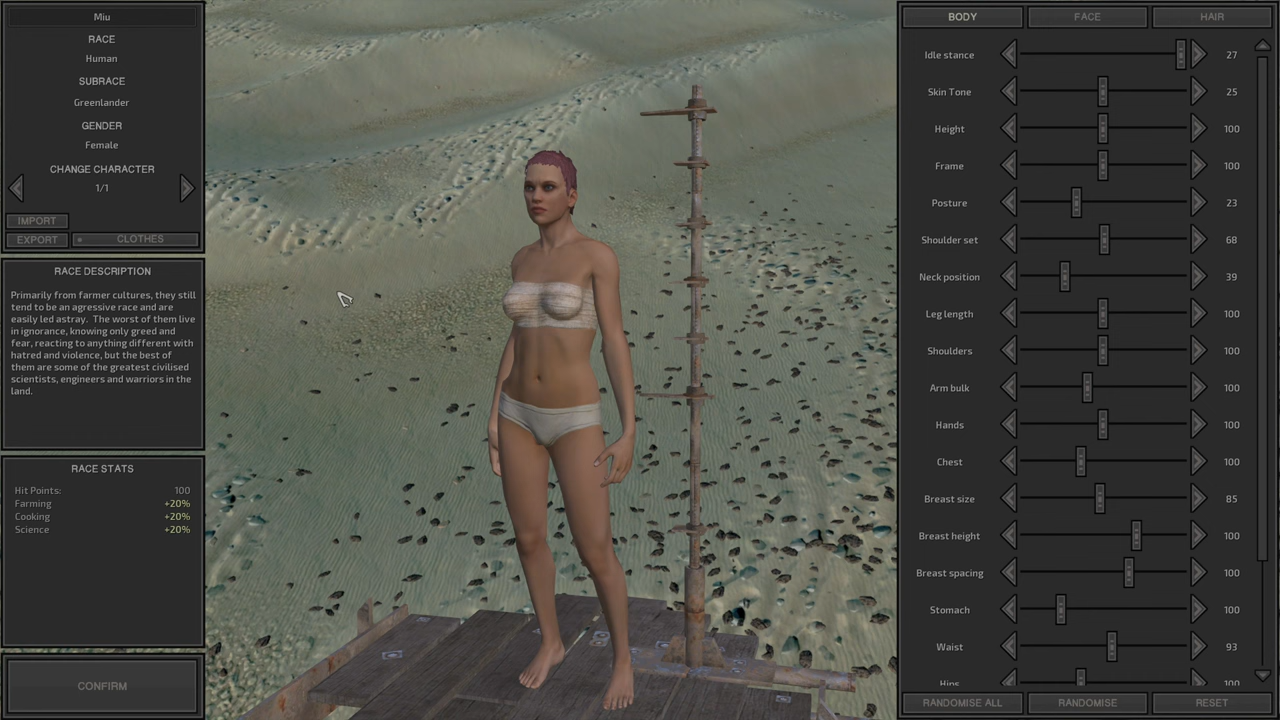 Miu
RACE
Human
SUBRACE
Greenlander
GENDER
Female
CHANGE CHARACTER
1/1
IMPORT
EXPORT
CLOTHES
RACE DESCRIPTION
Primarily from farmer cultures, they still
tend to be an agressive race and are
easily led astray. The worst of them live
in ignorance, knowing only greed and
fear, reacting to anything different with
hatred and violence, but the best of
them are some of the greatest civilised
scientists, engineers and warriors in the
land.
RACE STATS
Hit Points: 100
Farming +20%
Cooking +20%
Science +20%
CONFIRM
BODY FACE HAIR
Idle stance 27
Skin Tone 25
Height 100
Frame 100
Posture 23
Shoulder set 68
Neck position 39
Leg length 100
Shoulders 100
Arm bulk 100
Hands 100
Chest 100
Breast size 85
Breast height 100
Breast spacing 100
Stomach 100
Waist 93
Hips 100
RANDOMISE ALL RANDOMISE RESET